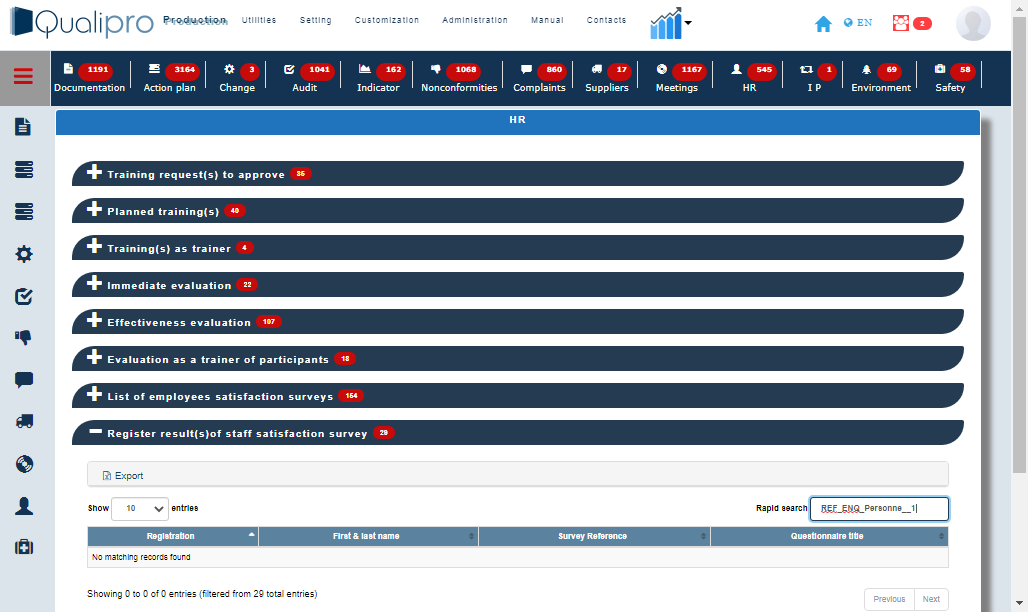 Qualipro
Production Utilities Setting Customization Administration Manual Contacts
EN 2
1191 3164 3 1041 162 1068 860 17 1167 545 1 69 58
Documentation Action plan Change Audit Indicator Nonconformities Complaints Suppliers Meetings HR I P Environment Safety
HR
Training request(s) to approve 35
Planned training(s) 40
Training(s) as trainer 4
Immediate evaluation 22
Effectiveness evaluation 107
Evaluation as a trainer of participants 18
List of employees satisfaction surveys 154
Register result(s)of staff satisfaction survey 29
Export
Show 10 entries Rapid search REF_ENQ_Personne__1
Registration First & last name Survey Reference Questionnaire title
No matching records found
Showing 0 to 0 of 0 entries (filtered from 29 total entries)
Previous Next